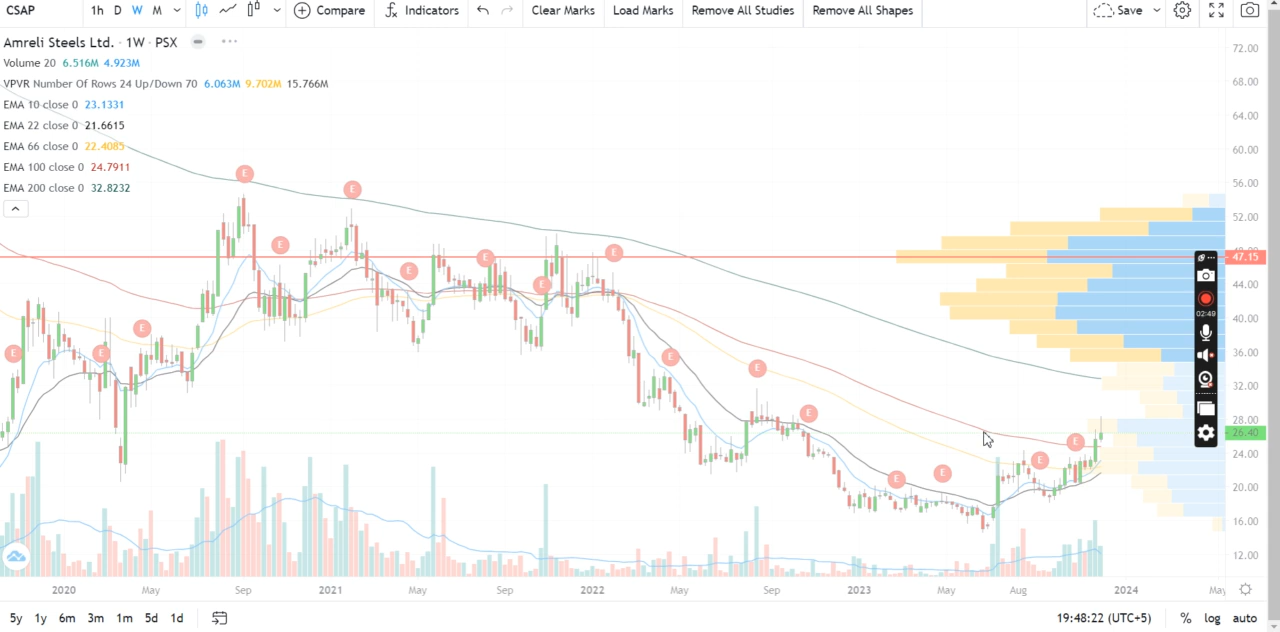 CSAP 1h D W M Compare Indicators Clear Marks Load Marks Remove All Studies Remove All Shapes Save
Amreli Steels Ltd. · 1W · PSX
Volume 20 6.516M 4.923M
VPVR Number Of Rows 24 Up/Down 70 6.063M 9.702M 15.766M
EMA 10 close 0 23.1331
EMA 22 close 0 21.6615
EMA 66 close 0 22.4085
EMA 100 close 0 24.7911
EMA 200 close 0 32.8232
E E E E E E E E E
E E E E E E E E
72.00
68.00
64.00
60.00
56.00
52.00
47.15
44.00
40.00
36.00
32.00
28.00
26.40
24.00
20.00
16.00
12.00
02:49
2020 May Sep 2021 May Sep 2022 May Sep 2023 May Aug 2024 May
5y 1y 6m 3m 1m 5d 1d 19:48:22 (UTC+5) % log auto